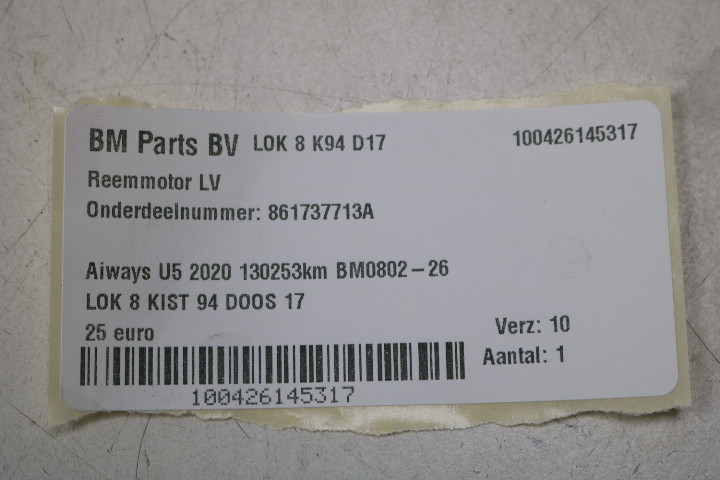 BM Parts BV LOK 8 K94 D17 100426145317
Reemmotor LV
Onderdeelnummer: 861737713A
Aiways U5 2020 130253km BM0802-26
LOK 8 KIST 94 DOOS 17
25 euro Verz: 10
Aantal: 1
100426145317